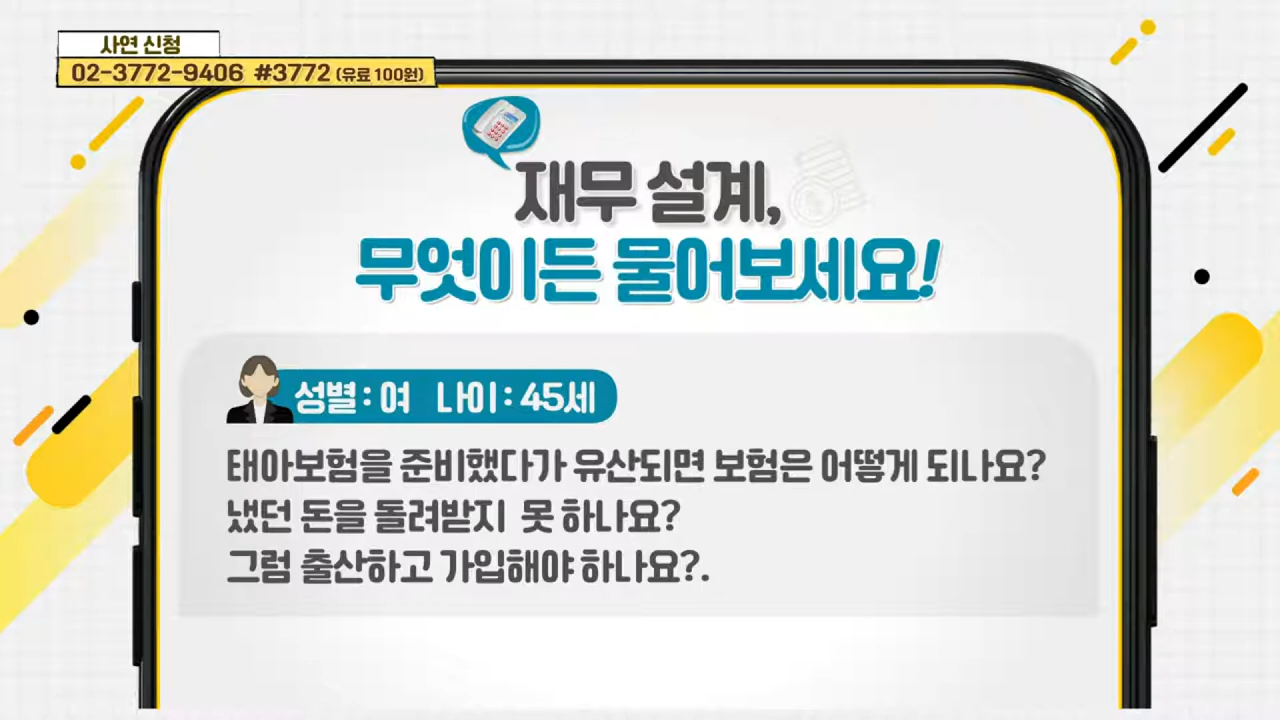 사연 신청
02-3772-9406 #3772 (유료 100원)
재무 설계,
무엇이든 물어보세요!
성별 : 여 나이 : 45세
태아보험을 준비했다가 유산되면 보험은 어떻게 되나요?
냈던 돈을 돌려받지 못 하나요?
그럼 출산하고 가입해야 하나요?.